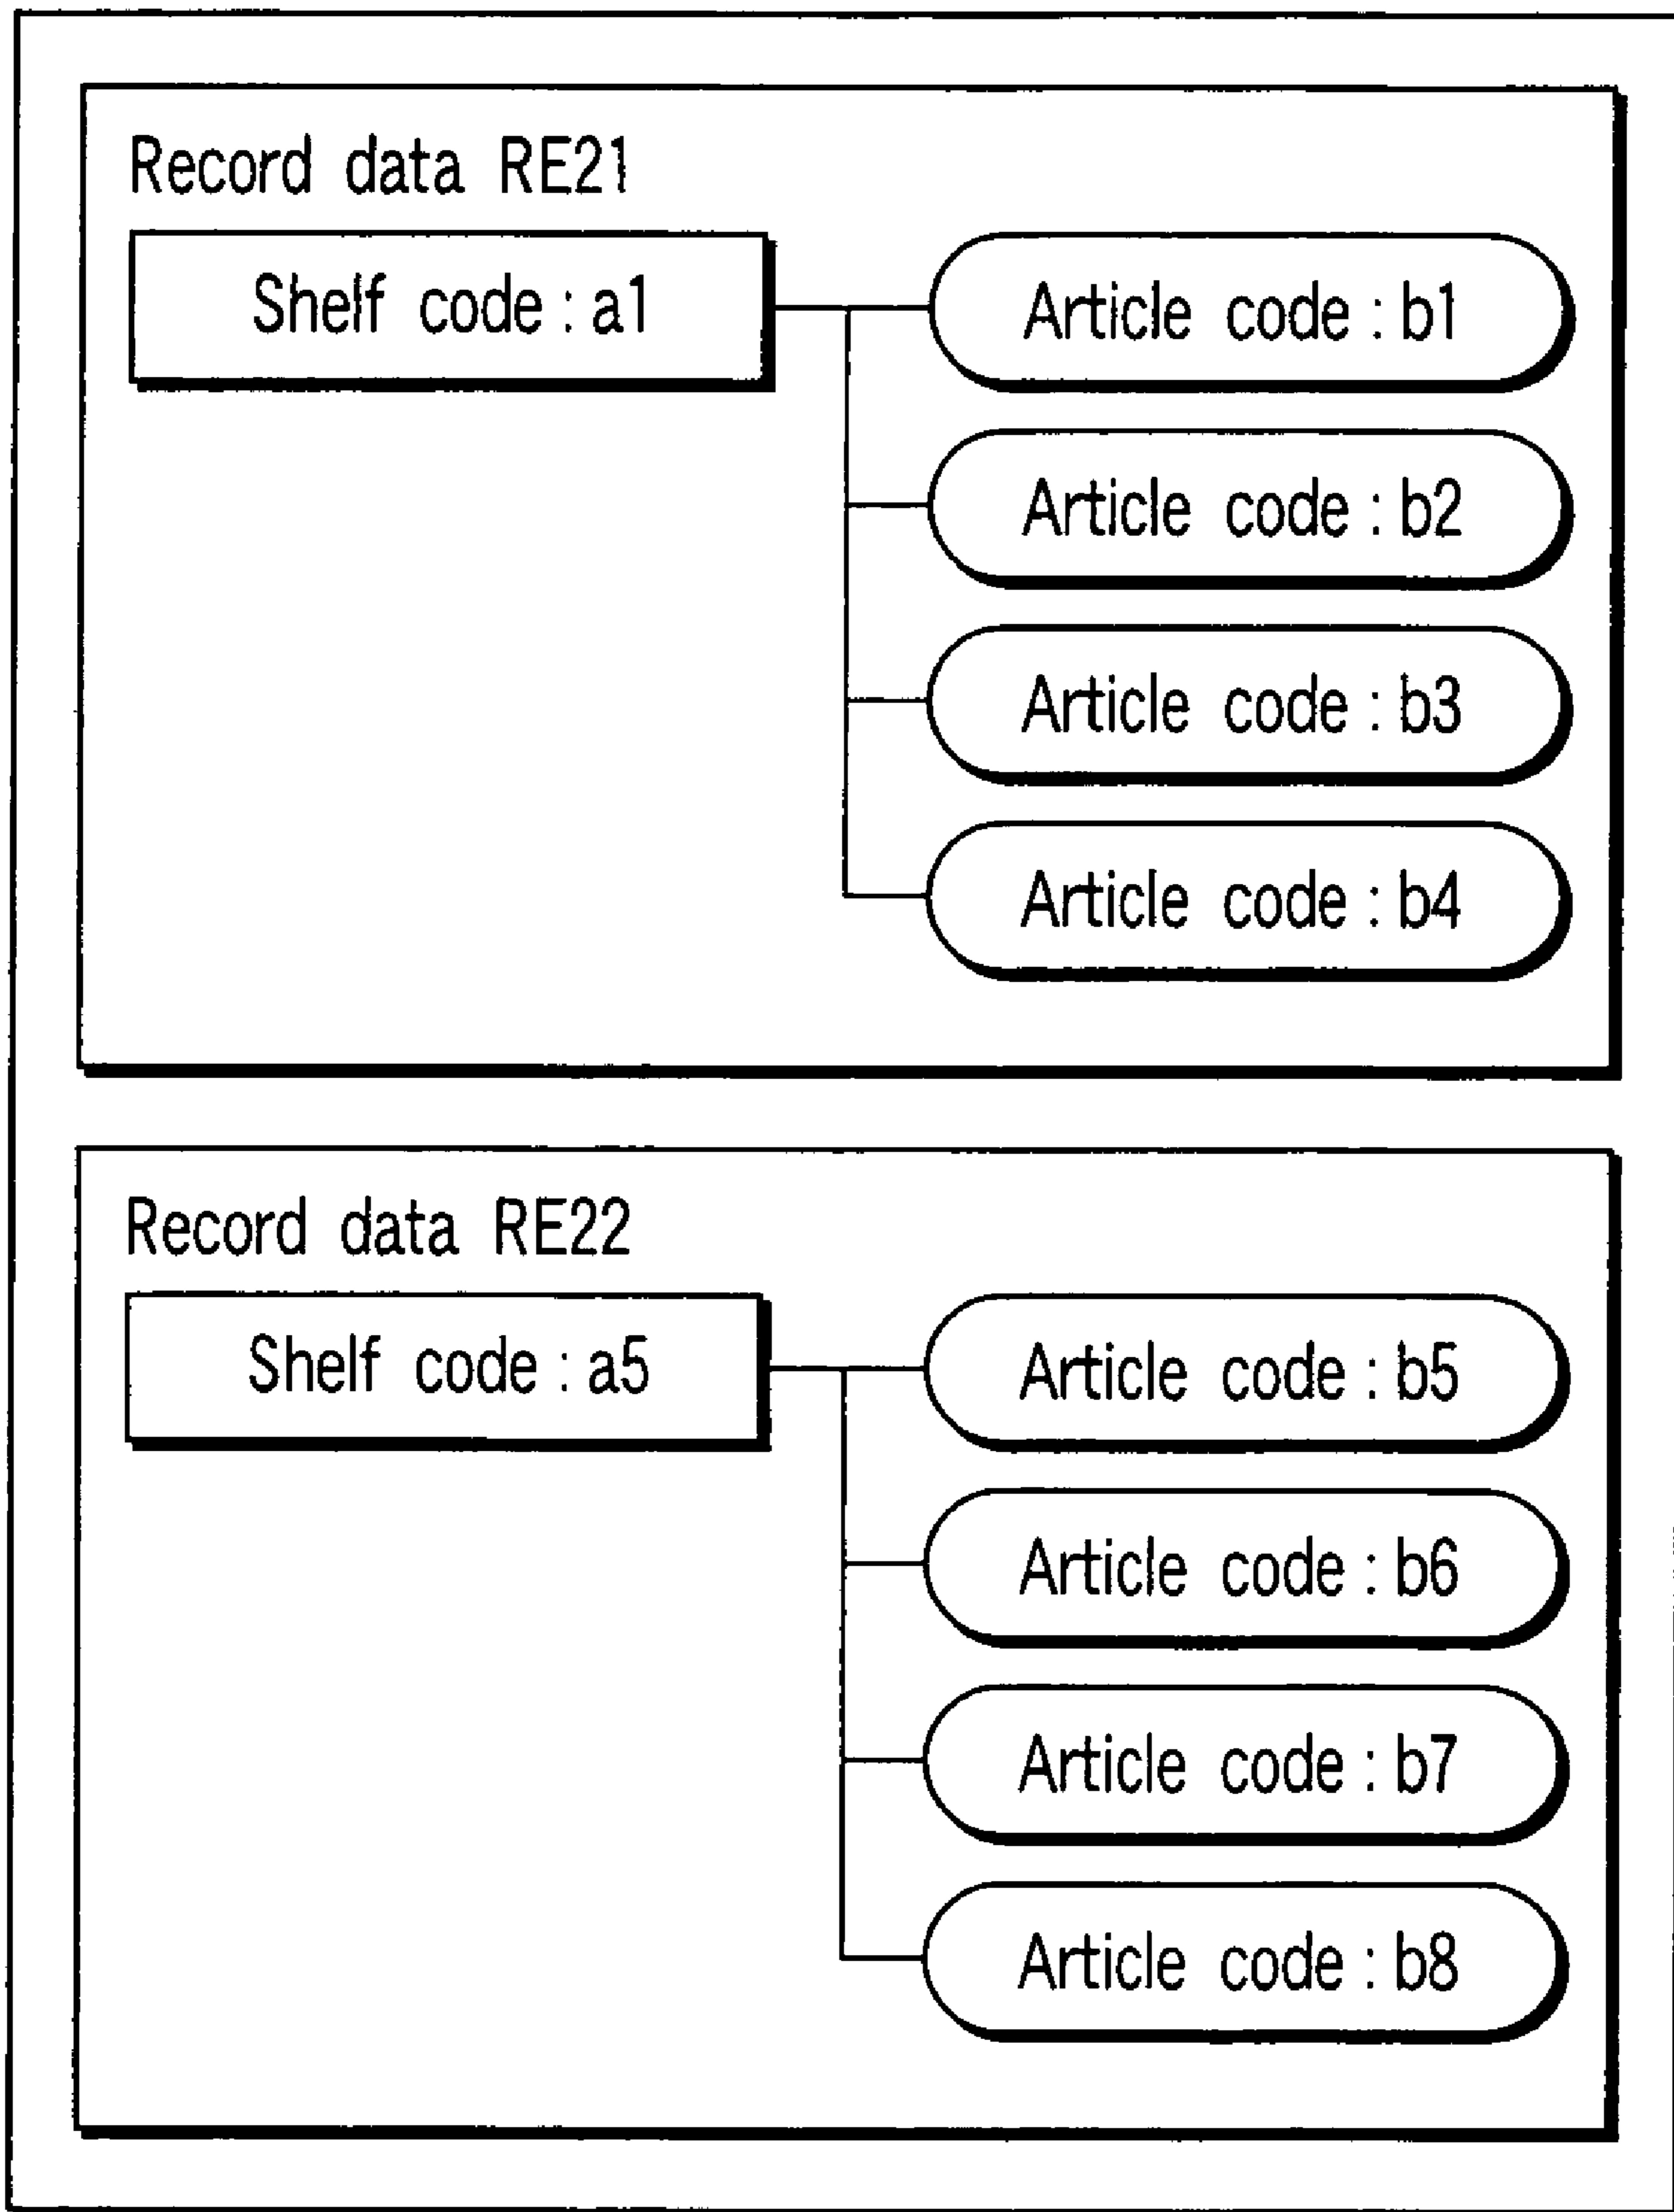 Record data RE21
Shelf code : a1
Article code : b1
Article code : b2
Article code : b3
Article code : b4
Record data RE22
Shelf code : a5
Article code : b5
Article code : b6
Article code : b7
Article code : b8